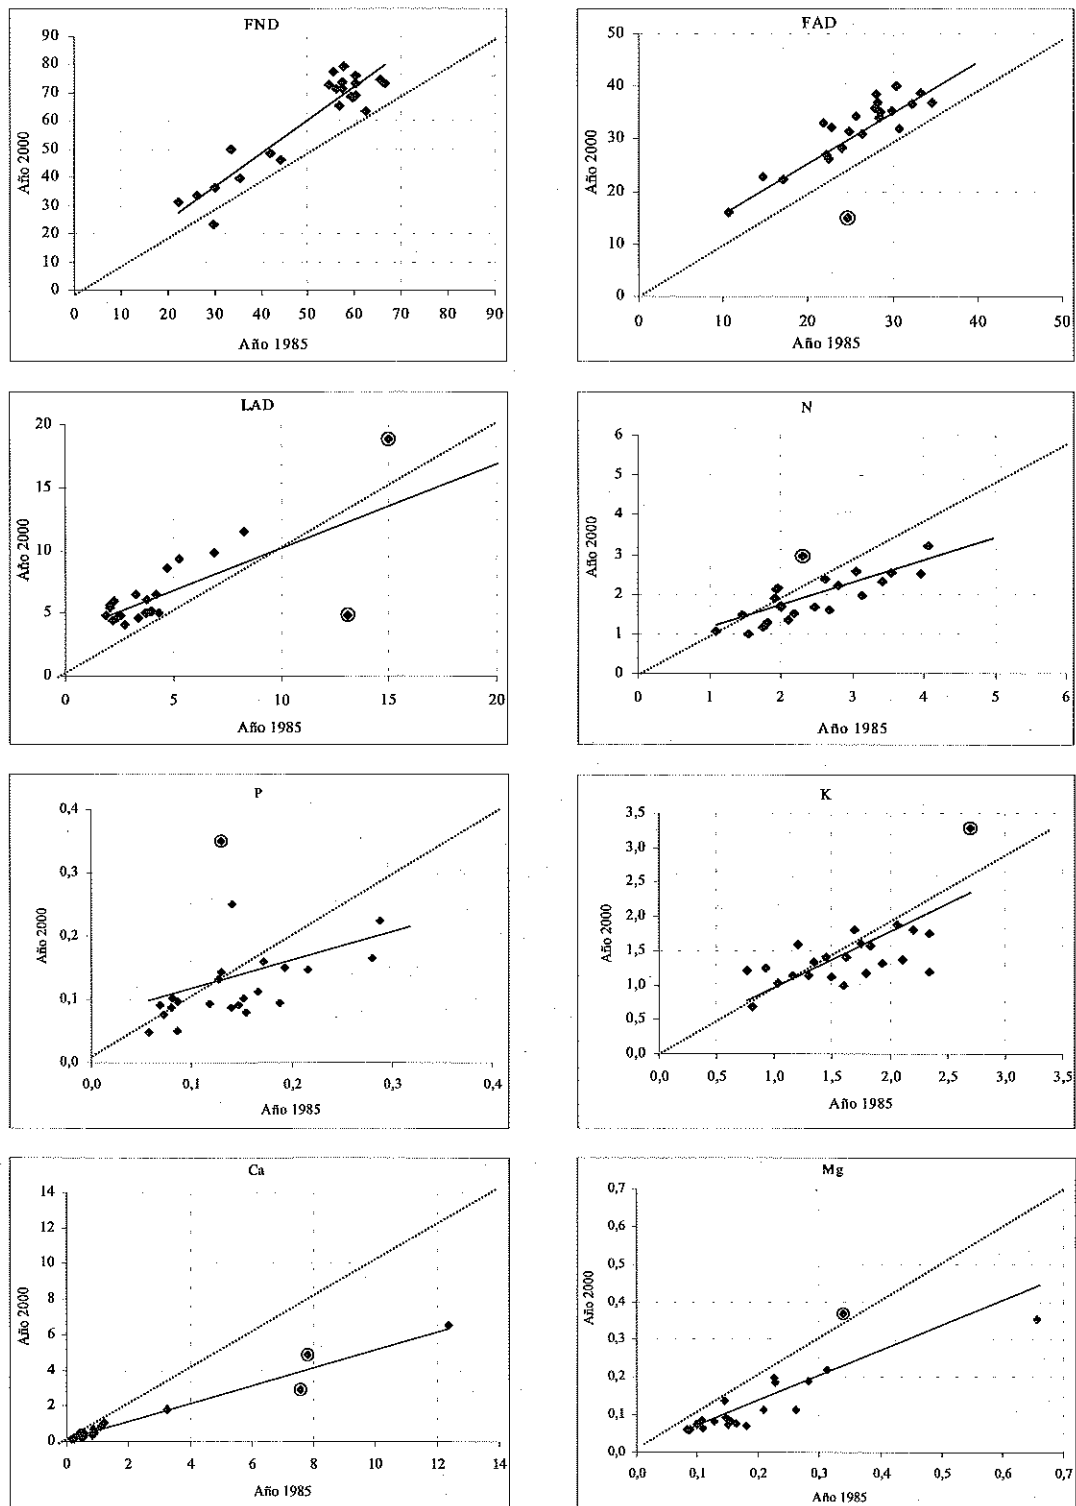 FND
90
80
70
60
50
40
30
20
10
0
Año 2000
0 10 20 30 40 50 60 70 80 90
Año 1985
FAD
50
40
30
20
10
0
Año 2000
0 10 20 30 40 50
Año 1985
LAD
20
15
10
5
0
Año 2000
0 5 10 15 20
Año 1985
N
6
5
4
3
2
1
0
Año 2000
0 1 2 3 4 5 6
Año 1985
P
0,4
0,3
0,2
0,1
0,0
Año 2000
0,0 0,1 0,2 0,3 0,4
Año 1985
K
3,5
3,0
2,5
2,0
1,5
1,0
0,5
0,0
Año 2000
0,0 0,5 1,0 1,5 2,0 2,5 3,0 3,5
Año 1985
Ca
14
12
10
8
6
4
2
0
Año 2000
0 2 4 6 8 10 12 14
Año 1985
Mg
0,7
0,6
0,5
0,4
0,3
0,2
0,1
0,0
Año 2000
0,0 0,1 0,2 0,3 0,4 0,5 0,6 0,7
Año 1985